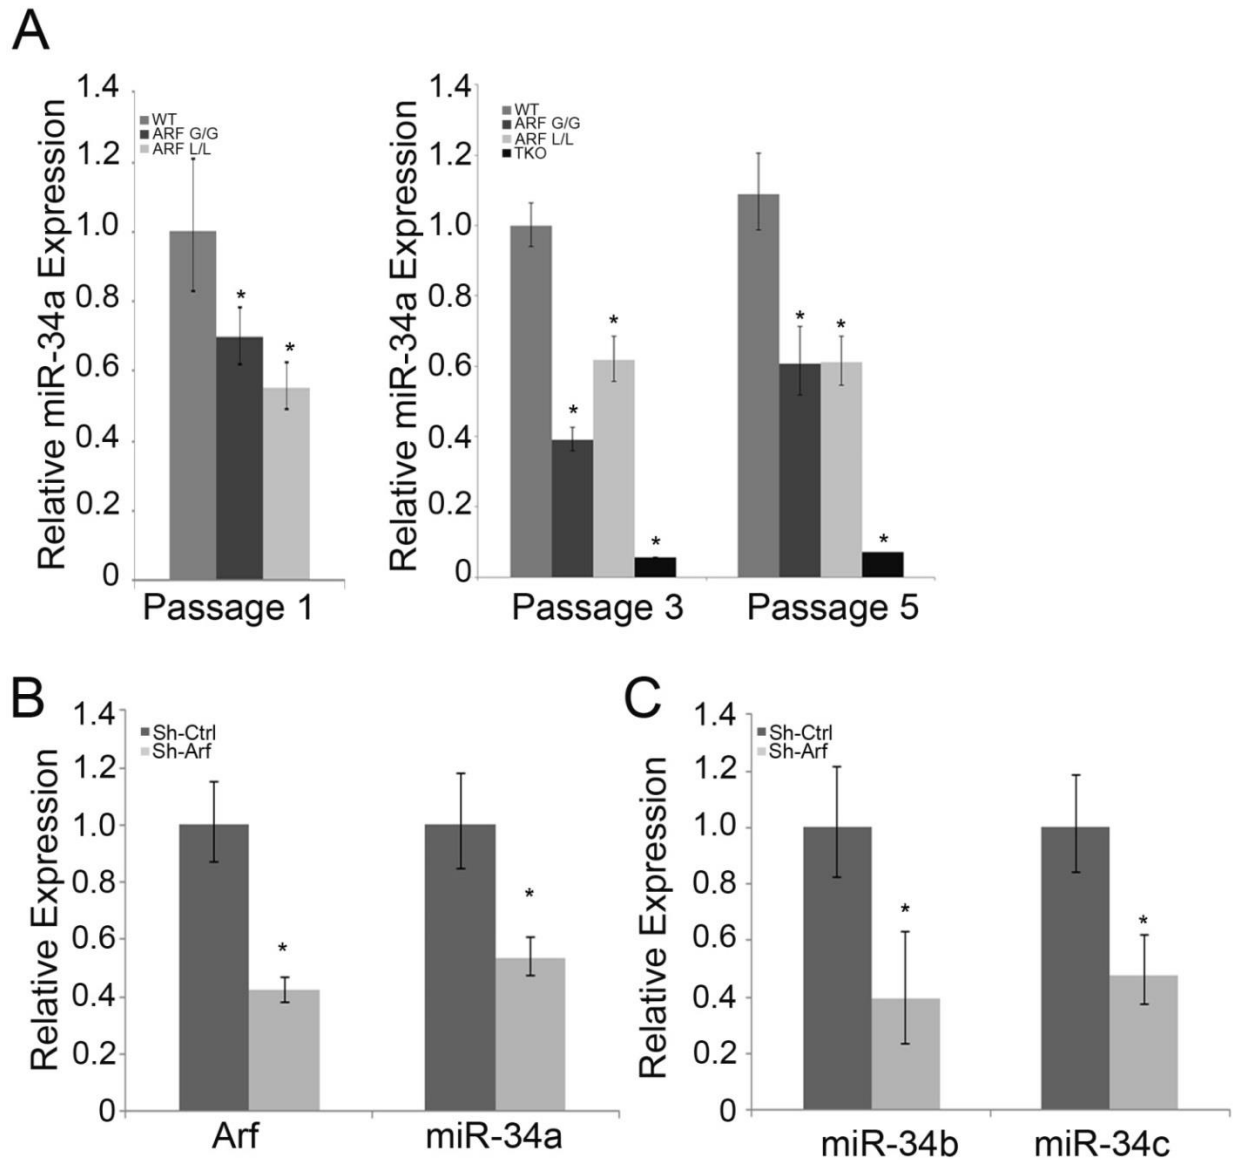 A
Relative miR-34a Expression
1.4
1.2
1.0
0.8
0.6
0.4
0.2
0
WT
ARF G/G
ARF L/L
*
*
Passage 1
Relative miR-34a Expression
1.4
1.2
1.0
0.8
0.6
0.4
0.2
0
WT
ARF G/G
ARF L/L
TKO
*
*
*
*
*
*
Passage 3
Passage 5
B
Relative Expression
1.4
1.2
1.0
0.8
0.6
0.4
0.2
0
Sh-Ctrl
Sh-Arf
*
*
Arf
miR-34a
C
Relative Expression
1.4
1.2
1.0
0.8
0.6
0.4
0.2
0
Sh-Ctrl
Sh-Arf
*
*
miR-34b
miR-34c